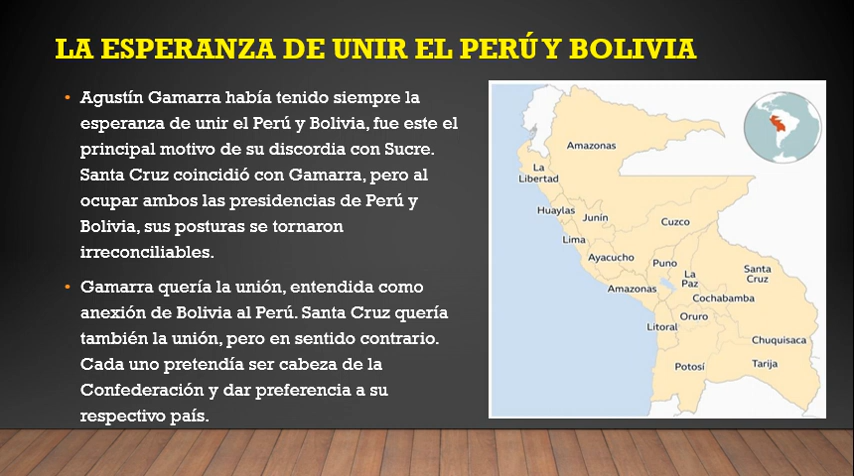 LA ESPERANZA DE UNIR EL PERÚ Y BOLIVIA
• Agustín Gamarra había tenido siempre la
esperanza de unir el Perú y Bolivia, fue este el
principal motivo de su discordia con Sucre.
Santa Cruz coincidió con Gamarra, pero al
ocupar ambos las presidencias de Perú y
Bolivia, sus posturas se tornaron
irreconciliables.
• Gamarra quería la unión, entendida como
anexión de Bolivia al Perú. Santa Cruz quería
también la unión, pero en sentido contrario.
Cada uno pretendía ser cabeza de la
Confederación y dar preferencia a su
respectivo país.
Amazonas
La
Libertad
Huaylas
Junín
Cuzco
Lima
Ayacucho
Puno
La
Paz
Santa
Cruz
Amazonas
Cochabamba
Oruro
Litoral
Chuquisaca
Potosí
Tarija